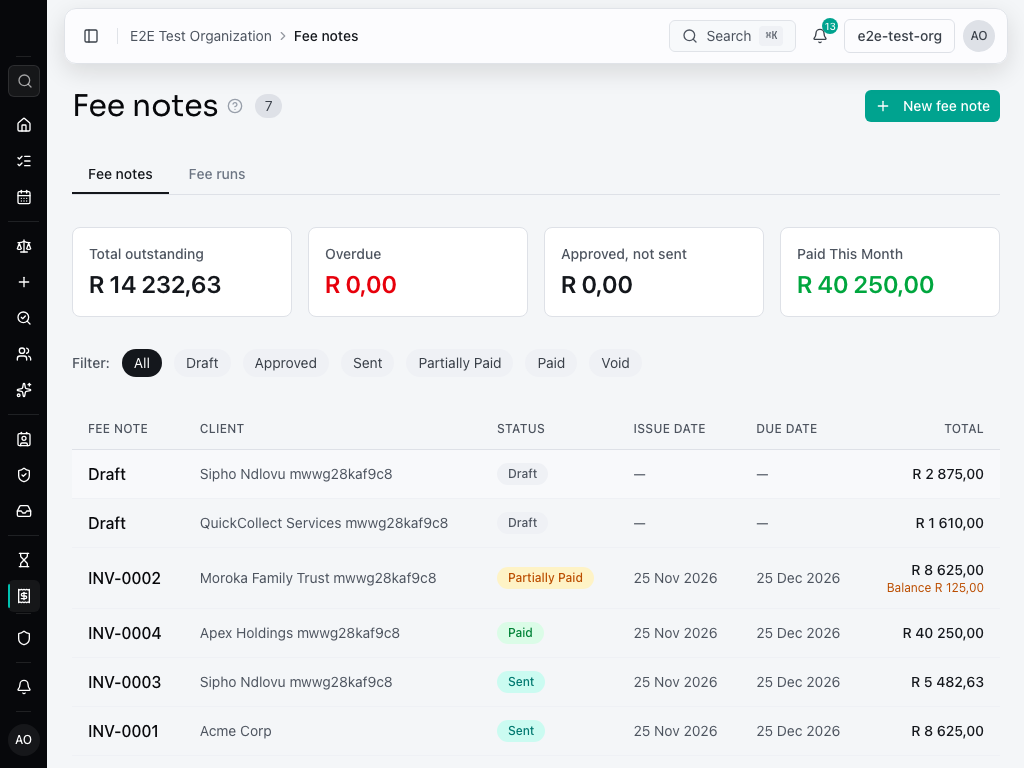 E2E Test Organization > Fee notes
Search ⌘K
13
e2e-test-org
AO
Fee notes ? 7
+ New fee note
Fee notes
Fee runs
Total outstanding
R 14 232,63
Overdue
R 0,00
Approved, not sent
R 0,00
Paid This Month
R 40 250,00
Filter: All Draft Approved Sent Partially Paid Paid Void
FEE NOTE CLIENT STATUS ISSUE DATE DUE DATE TOTAL
Draft Sipho Ndlovu mwwg28kaf9c8 Draft — — R 2 875,00
Draft QuickCollect Services mwwg28kaf9c8 Draft — — R 1 610,00
INV-0002 Moroka Family Trust mwwg28kaf9c8 Partially Paid 25 Nov 2026 25 Dec 2026 R 8 625,00
Balance R 125,00
INV-0004 Apex Holdings mwwg28kaf9c8 Paid 25 Nov 2026 25 Dec 2026 R 40 250,00
INV-0003 Sipho Ndlovu mwwg28kaf9c8 Sent 25 Nov 2026 25 Dec 2026 R 5 482,63
INV-0001 Acme Corp Sent 25 Nov 2026 25 Dec 2026 R 8 625,00
AO